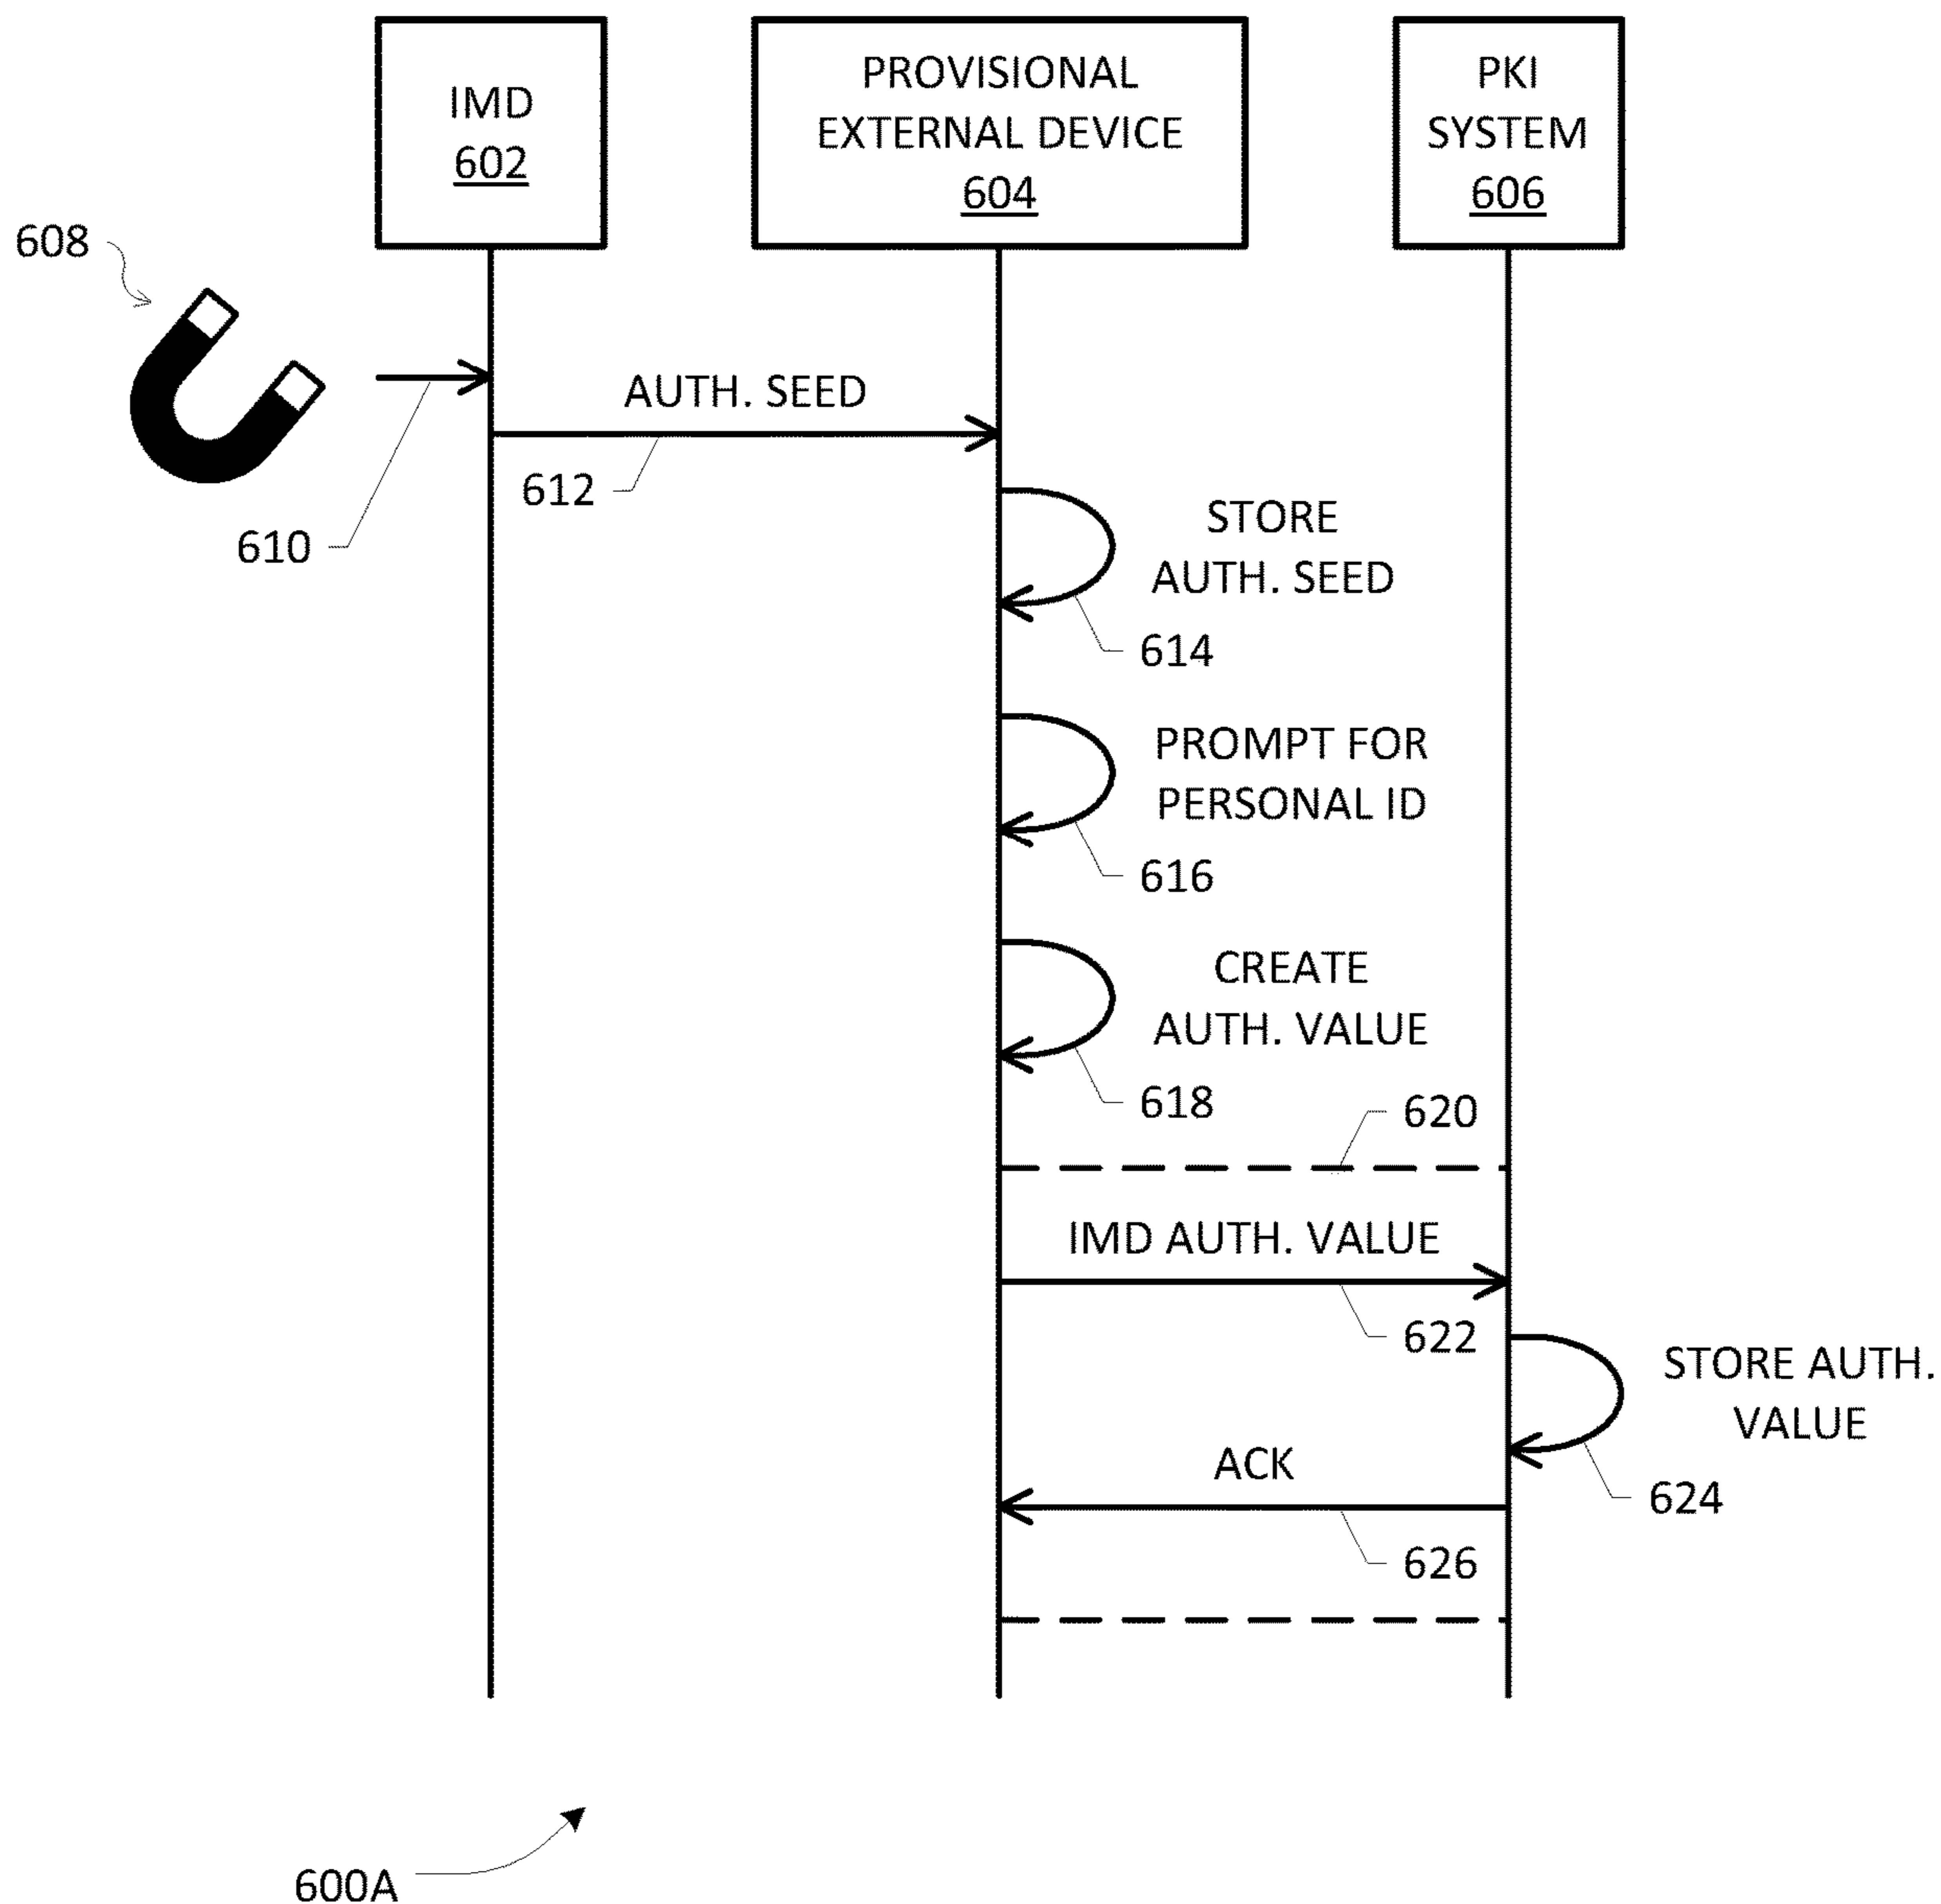 IMD
602
PROVISIONAL
EXTERNAL DEVICE
604
PKI
SYSTEM
606
608
610
AUTH. SEED
612
STORE
AUTH. SEED
614
PROMPT FOR
PERSONAL ID
616
CREATE
AUTH. VALUE
618
620
IMD AUTH. VALUE
622
STORE AUTH.
VALUE
624
ACK
626
600A